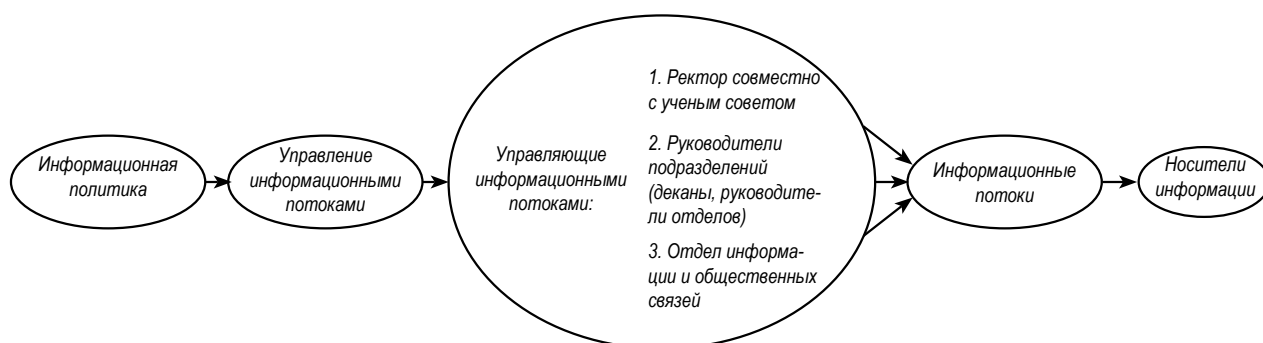 Информационная
политика
Управление
информационными
потоками
Управляющие
информационными
потоками:
1. Ректор совместно
с ученым советом
2. Руководители
подразделений
(деканы, руководите-
ли отделов)
3. Отдел информа-
ции и общественных
связей
Информационные
потоки
Носители
информации